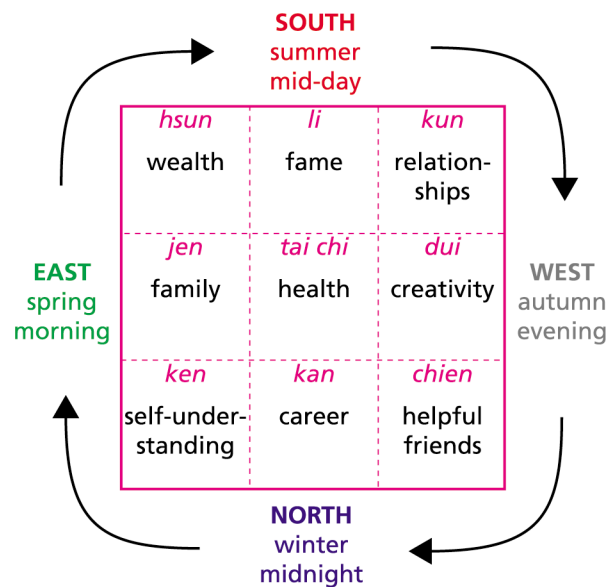 SOUTH
summer
mid-day
hsun
li
kun
wealth
fame
relation-
ships
EAST
spring
morning
jen
tai chi
dui
family
health
creativity
WEST
autumn
evening
ken
kan
chien
self-under-
standing
career
helpful
friends
NORTH
winter
midnight